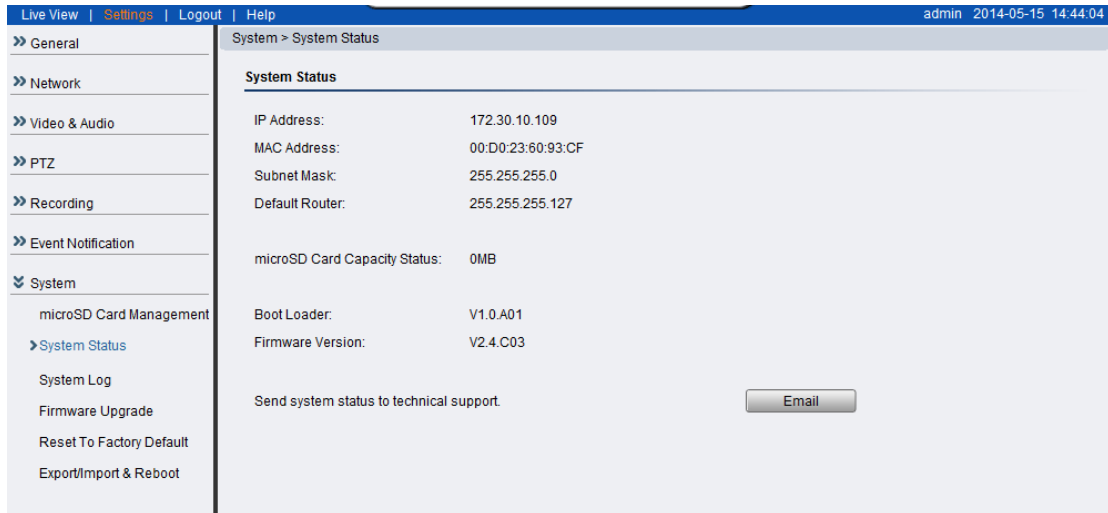 Live View | Settings | Logout | Help
admin 2014-05-15 14:44:04
General
Network
Video & Audio
PTZ
Recording
Event Notification
System
microSD Card Management
System Status
System Log
Firmware Upgrade
Reset To Factory Default
Export/Import & Reboot
System > System Status
System Status
IP Address: 172.30.10.109
MAC Address: 00:D0:23:60:93:CF
Subnet Mask: 255.255.255.0
Default Router: 255.255.255.127
microSD Card Capacity Status: 0MB
Boot Loader: V1.0.A01
Firmware Version: V2.4.C03
Send system status to technical support. Email